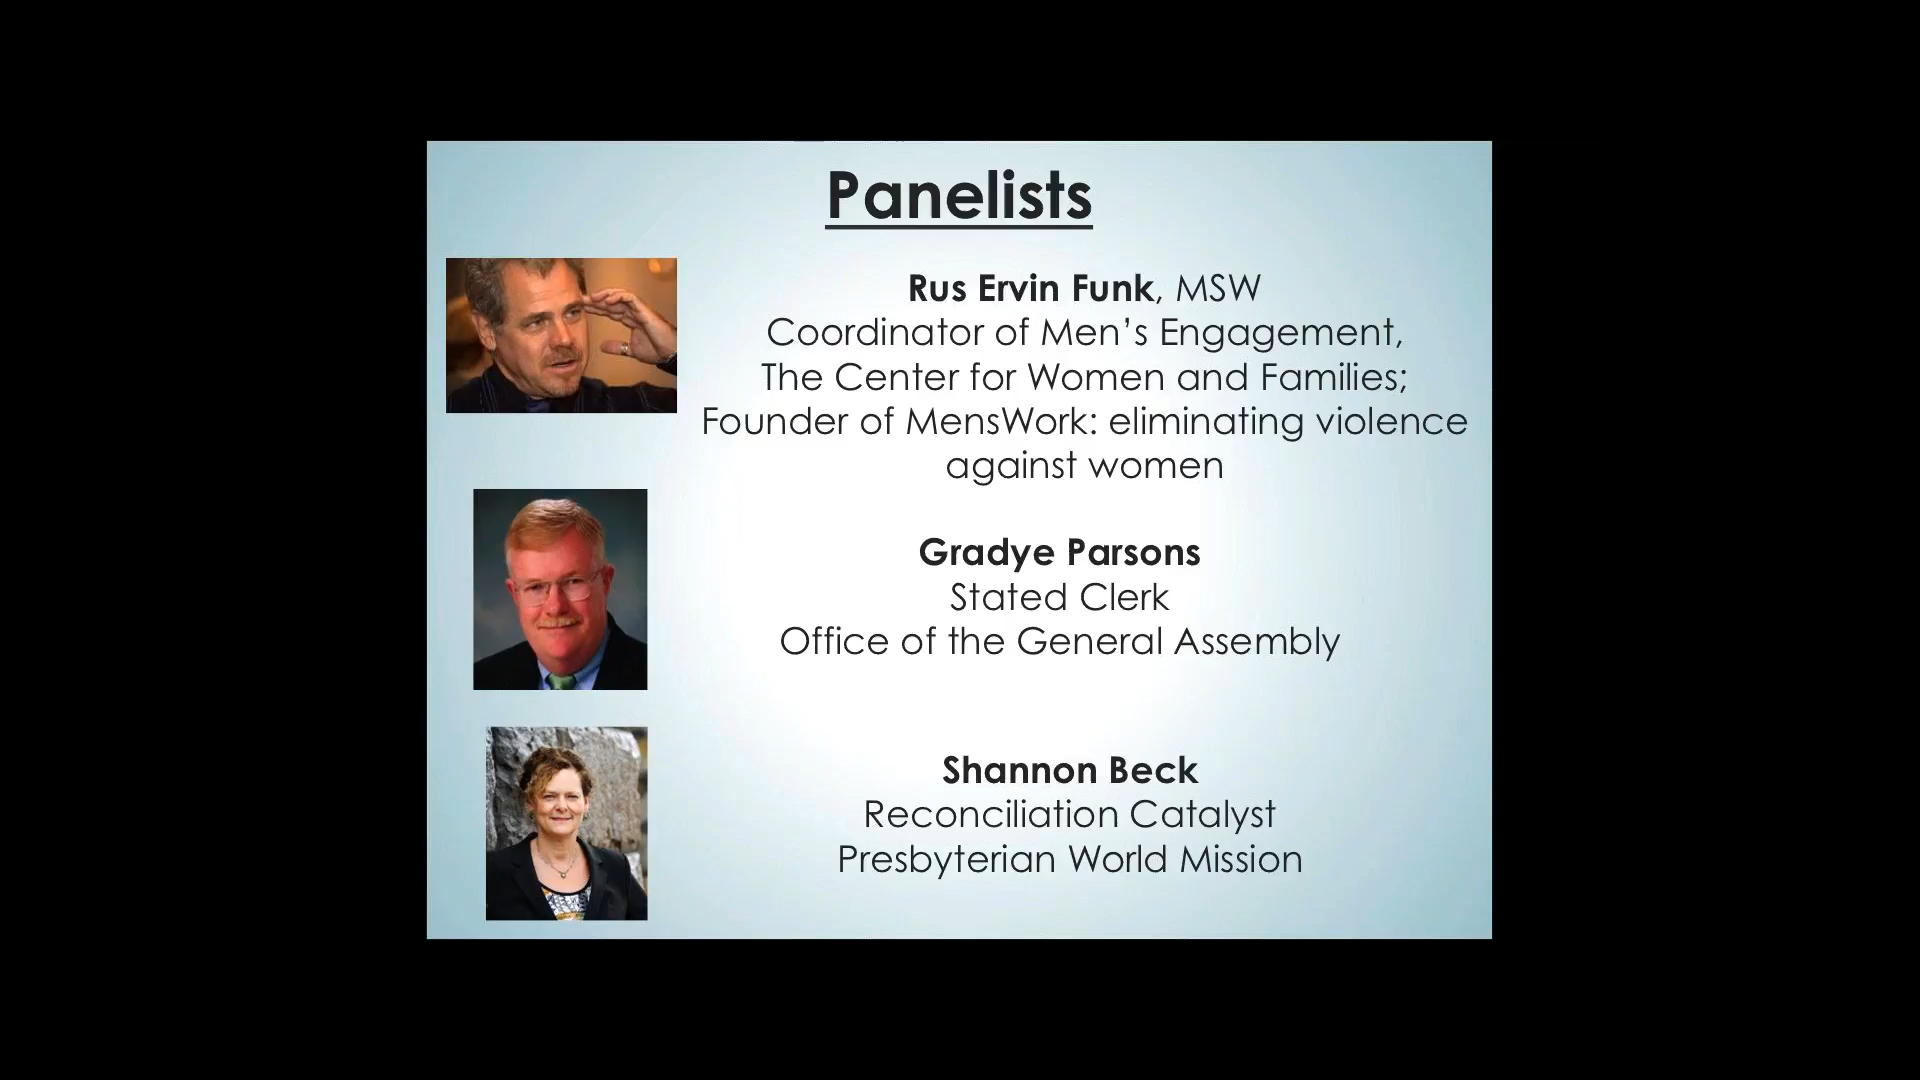 Panelists
Rus Ervin Funk, MSW
Coordinator of Men’s Engagement,
The Center for Women and Families;
Founder of MensWork: eliminating violence
against women
Gradye Parsons
Stated Clerk
Office of the General Assembly
Shannon Beck
Reconciliation Catalyst
Presbyterian World Mission